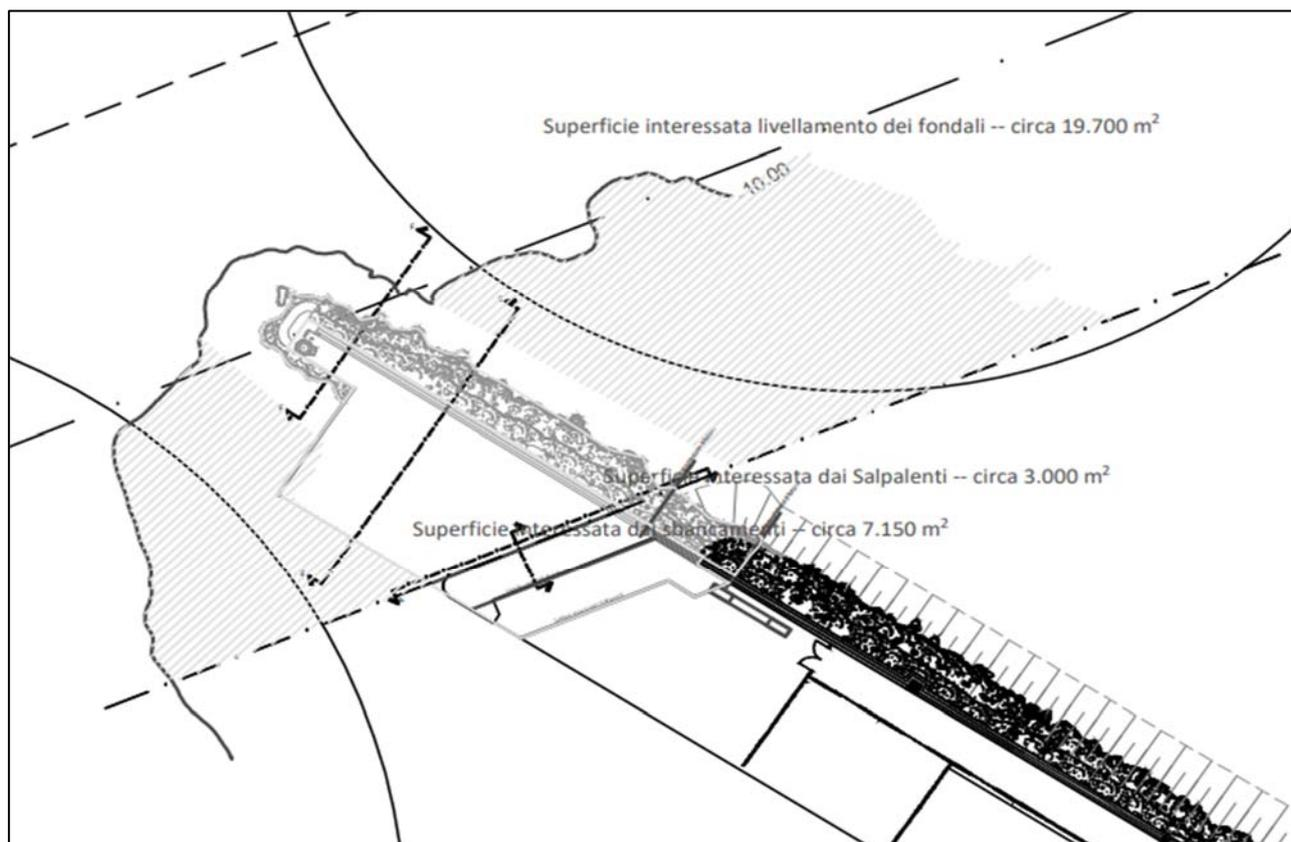 Superficie interessata livellamento dei fondali -- circa 19.700 m²
-10.00
Superficie interessata dai Salpalenti -- circa 3.000 m²
Superficie interessata dai sbancamenti -- circa 7.150 m²